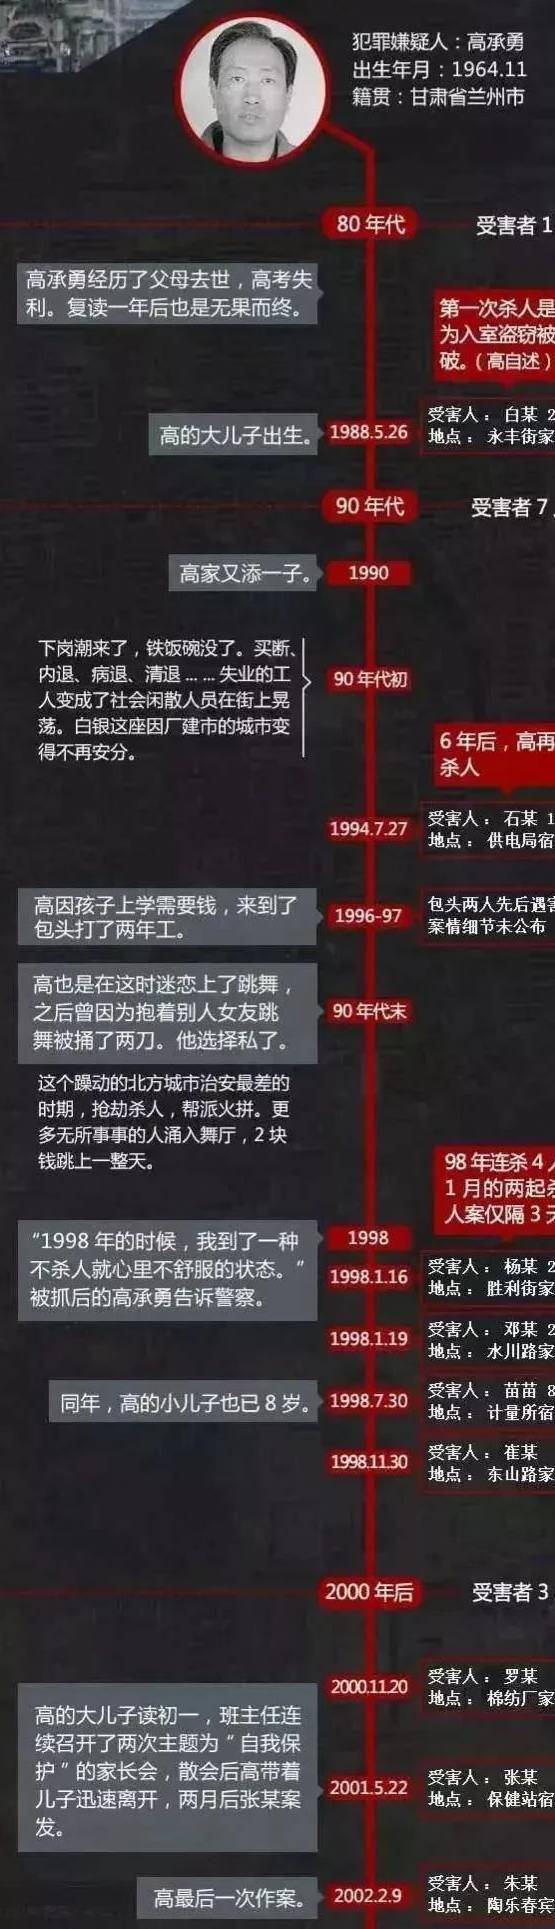 犯罪嫌疑人：高承勇
出生年月：1964.11
籍贯：甘肃省兰州市
80 年代
受害者 1
高承勇经历了父母去世，高考失
利。复读一年后也是无果而终。
第一次杀人是
为入室盗窃被
破。（高自述）
高的大儿子出生。
1988.5.26
受害人： 白某 2
地点： 永丰街家
90 年代
受害者 7
高家又添一子。
1990
下岗潮来了，铁饭碗没了。买断、
内退、病退、清退 ... ... 失业的工
人变成了社会闲散人员在街上晃
荡。白银这座因厂建市的城市变
得不再安分。
90 年代初
6 年后，高再
杀人
1994.7.27
受害人： 石某 1
地点： 供电局宿
高因孩子上学需要钱，来到了
包头打了两年工。
1996-97
包头两人先后遇害
案情细节未公布
高也是在这时迷恋上了跳舞，
之后曾因为抱着别人女友跳
舞被捅了两刀。他选择私了。
90 年代末
这个躁动的北方城市治安最差的
时期，抢劫杀人，帮派火拼。更
多无所事事的人涌入舞厅，2 块
钱跳上一整天。
98 年连杀 4 人
1 月的两起杀
人案仅隔 3 天
“1998 年的时候，我到了一种
不杀人就心里不舒服的状态。”
被抓后的高承勇告诉警察。
1998
1998.1.16
受害人： 杨某 2
地点： 胜利街家
1998.1.19
受害人： 邓某 2
地点： 水川路家
同年，高的小儿子也已 8 岁。
1998.7.30
受害人： 苗苗 8
地点： 计量所宿
1998.11.30
受害人： 崔某
地点： 东山路家
2000 年后
受害者 3
2000.11.20
受害人： 罗某
地点： 棉纺厂家
高的大儿子读初一，班主任连
续召开了两次主题为 “ 自我保
护 ” 的家长会，散会后高带着
儿子迅速离开，两月后张某案
发。
2001.5.22
受害人： 张某
地点： 保健站宿
高最后一次作案。
2002.2.9
受害人： 朱某
地点： 陶乐春宾